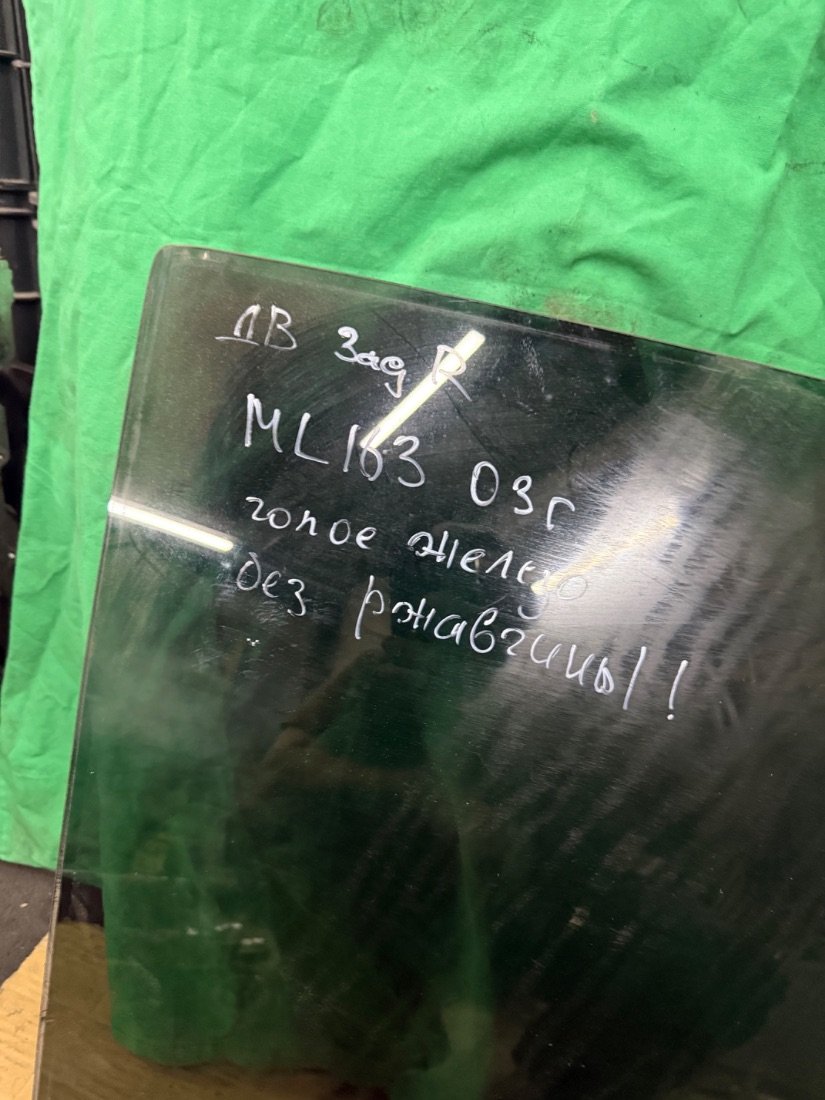 ДВ Зад R
ML163 03г
голое железо
без ржавчины!